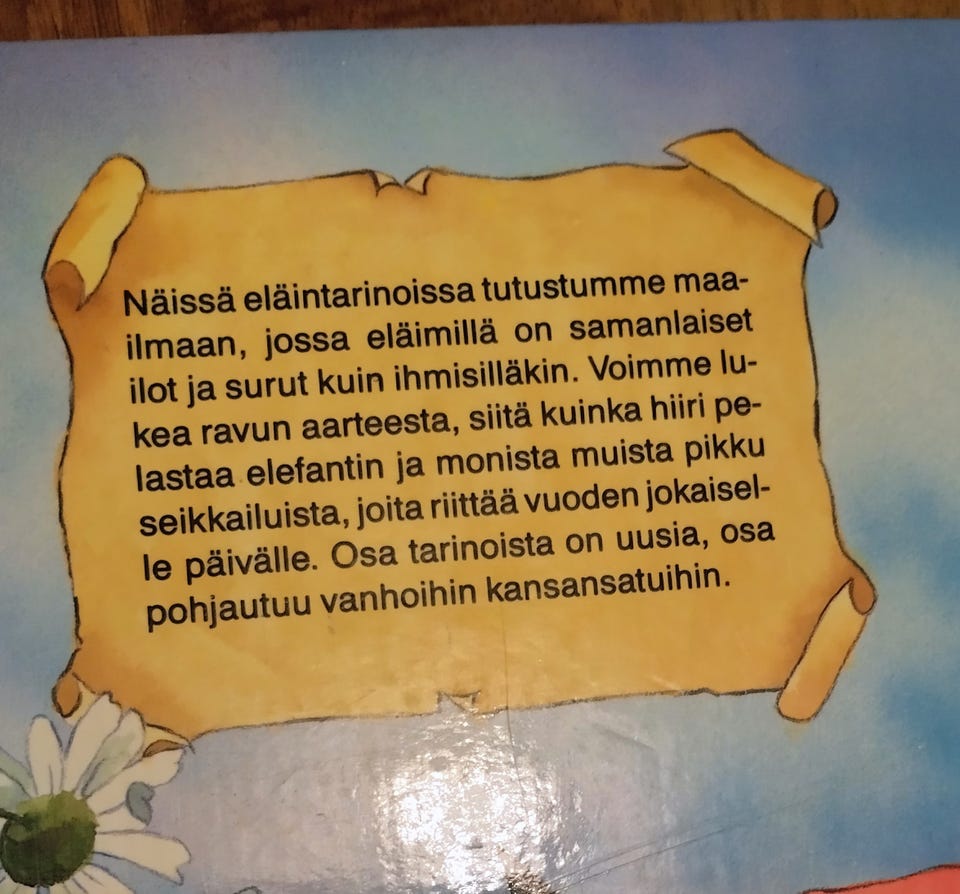 Näissä eläintarinoissa tutustumme maa-
ilmaan, jossa eläimillä on samanlaiset
ilot ja surut kuin ihmisilläkin. Voimme lu-
kea ravun aarteesta, siitä kuinka hiiri pe-
lastaa elefantin ja monista muista pikku
seikkailuista, joita riittää vuoden jokaisel-
le päivälle. Osa tarinoista on uusia, osa
pohjautuu vanhoihin kansansatuihin.